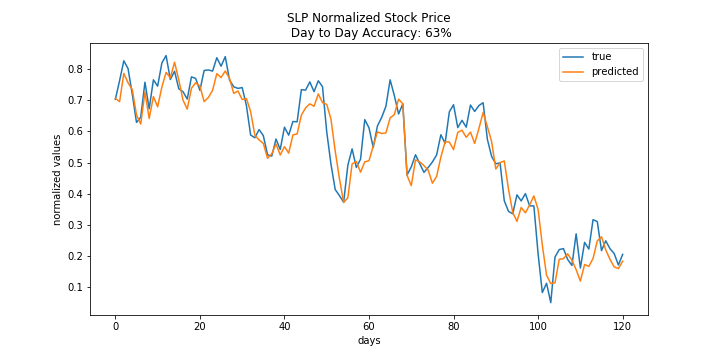 SLP Normalized Stock Price
Day to Day Accuracy: 63%
true
predicted
normalized values
0.8
0.7
0.6
0.5
0.4
0.3
0.2
0.1
0 20 40 60 80 100 120
days